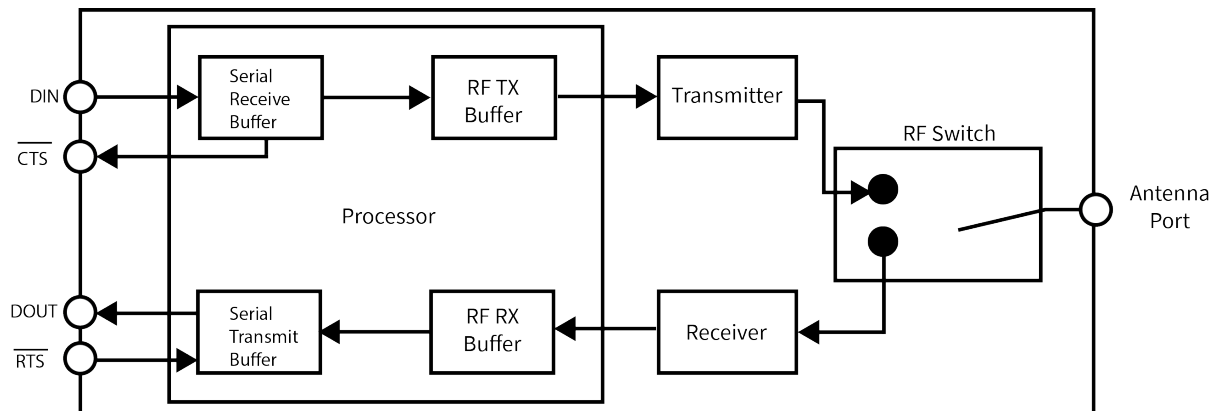 DIN
Serial
Receive
Buffer
RF TX
Buffer
Transmitter
RF Switch
CTS
Antenna
Port
Processor
DOUT
Serial
Transmit
Buffer
RF RX
Buffer
Receiver
RTS